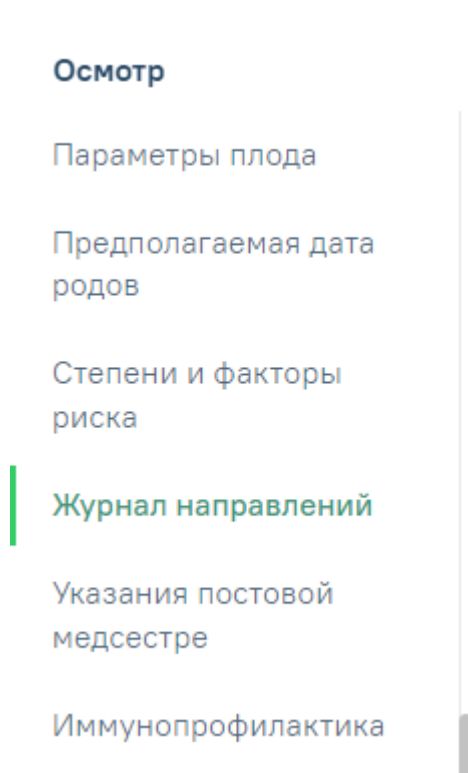 Осмотр
Параметры плода
Предполагаемая дата
родов
Степени и факторы
риска
Журнал направлений
Указания постовой
медсестре
Иммунопрофилактика